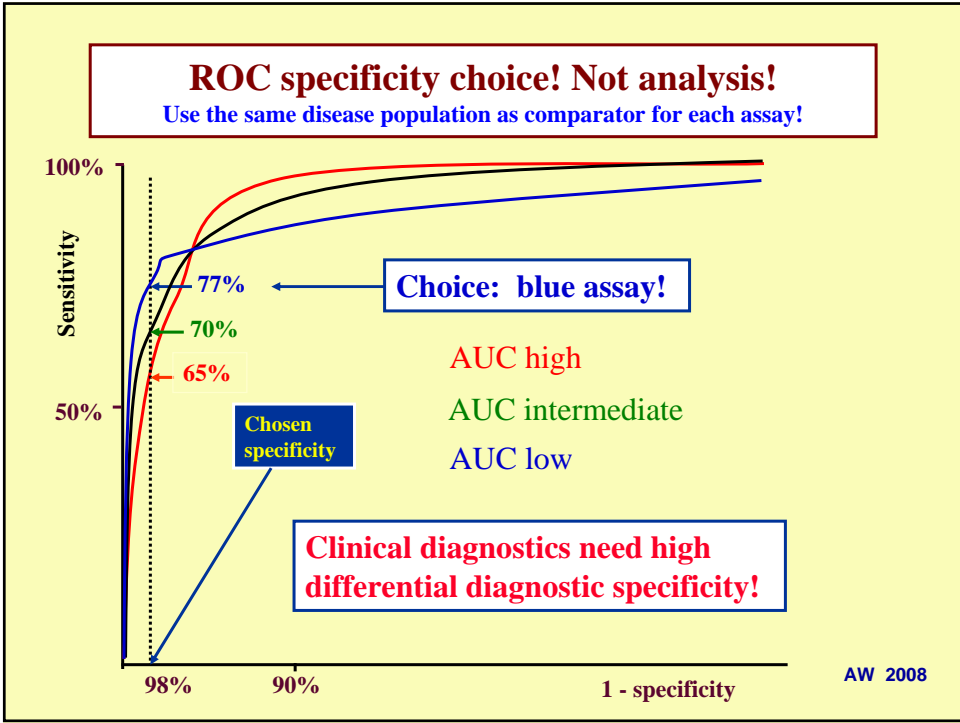 ROC specificity choice! Not analysis!
Use the same disease population as comparator for each assay!
100%
Sensitivity
77%
Choice: blue assay!
70%
AUC high
65%
50%
AUC intermediate
Chosen
specificity
AUC low
Clinical diagnostics need high
differential diagnostic specificity!
98%
90%
1 - specificity
AW 2008